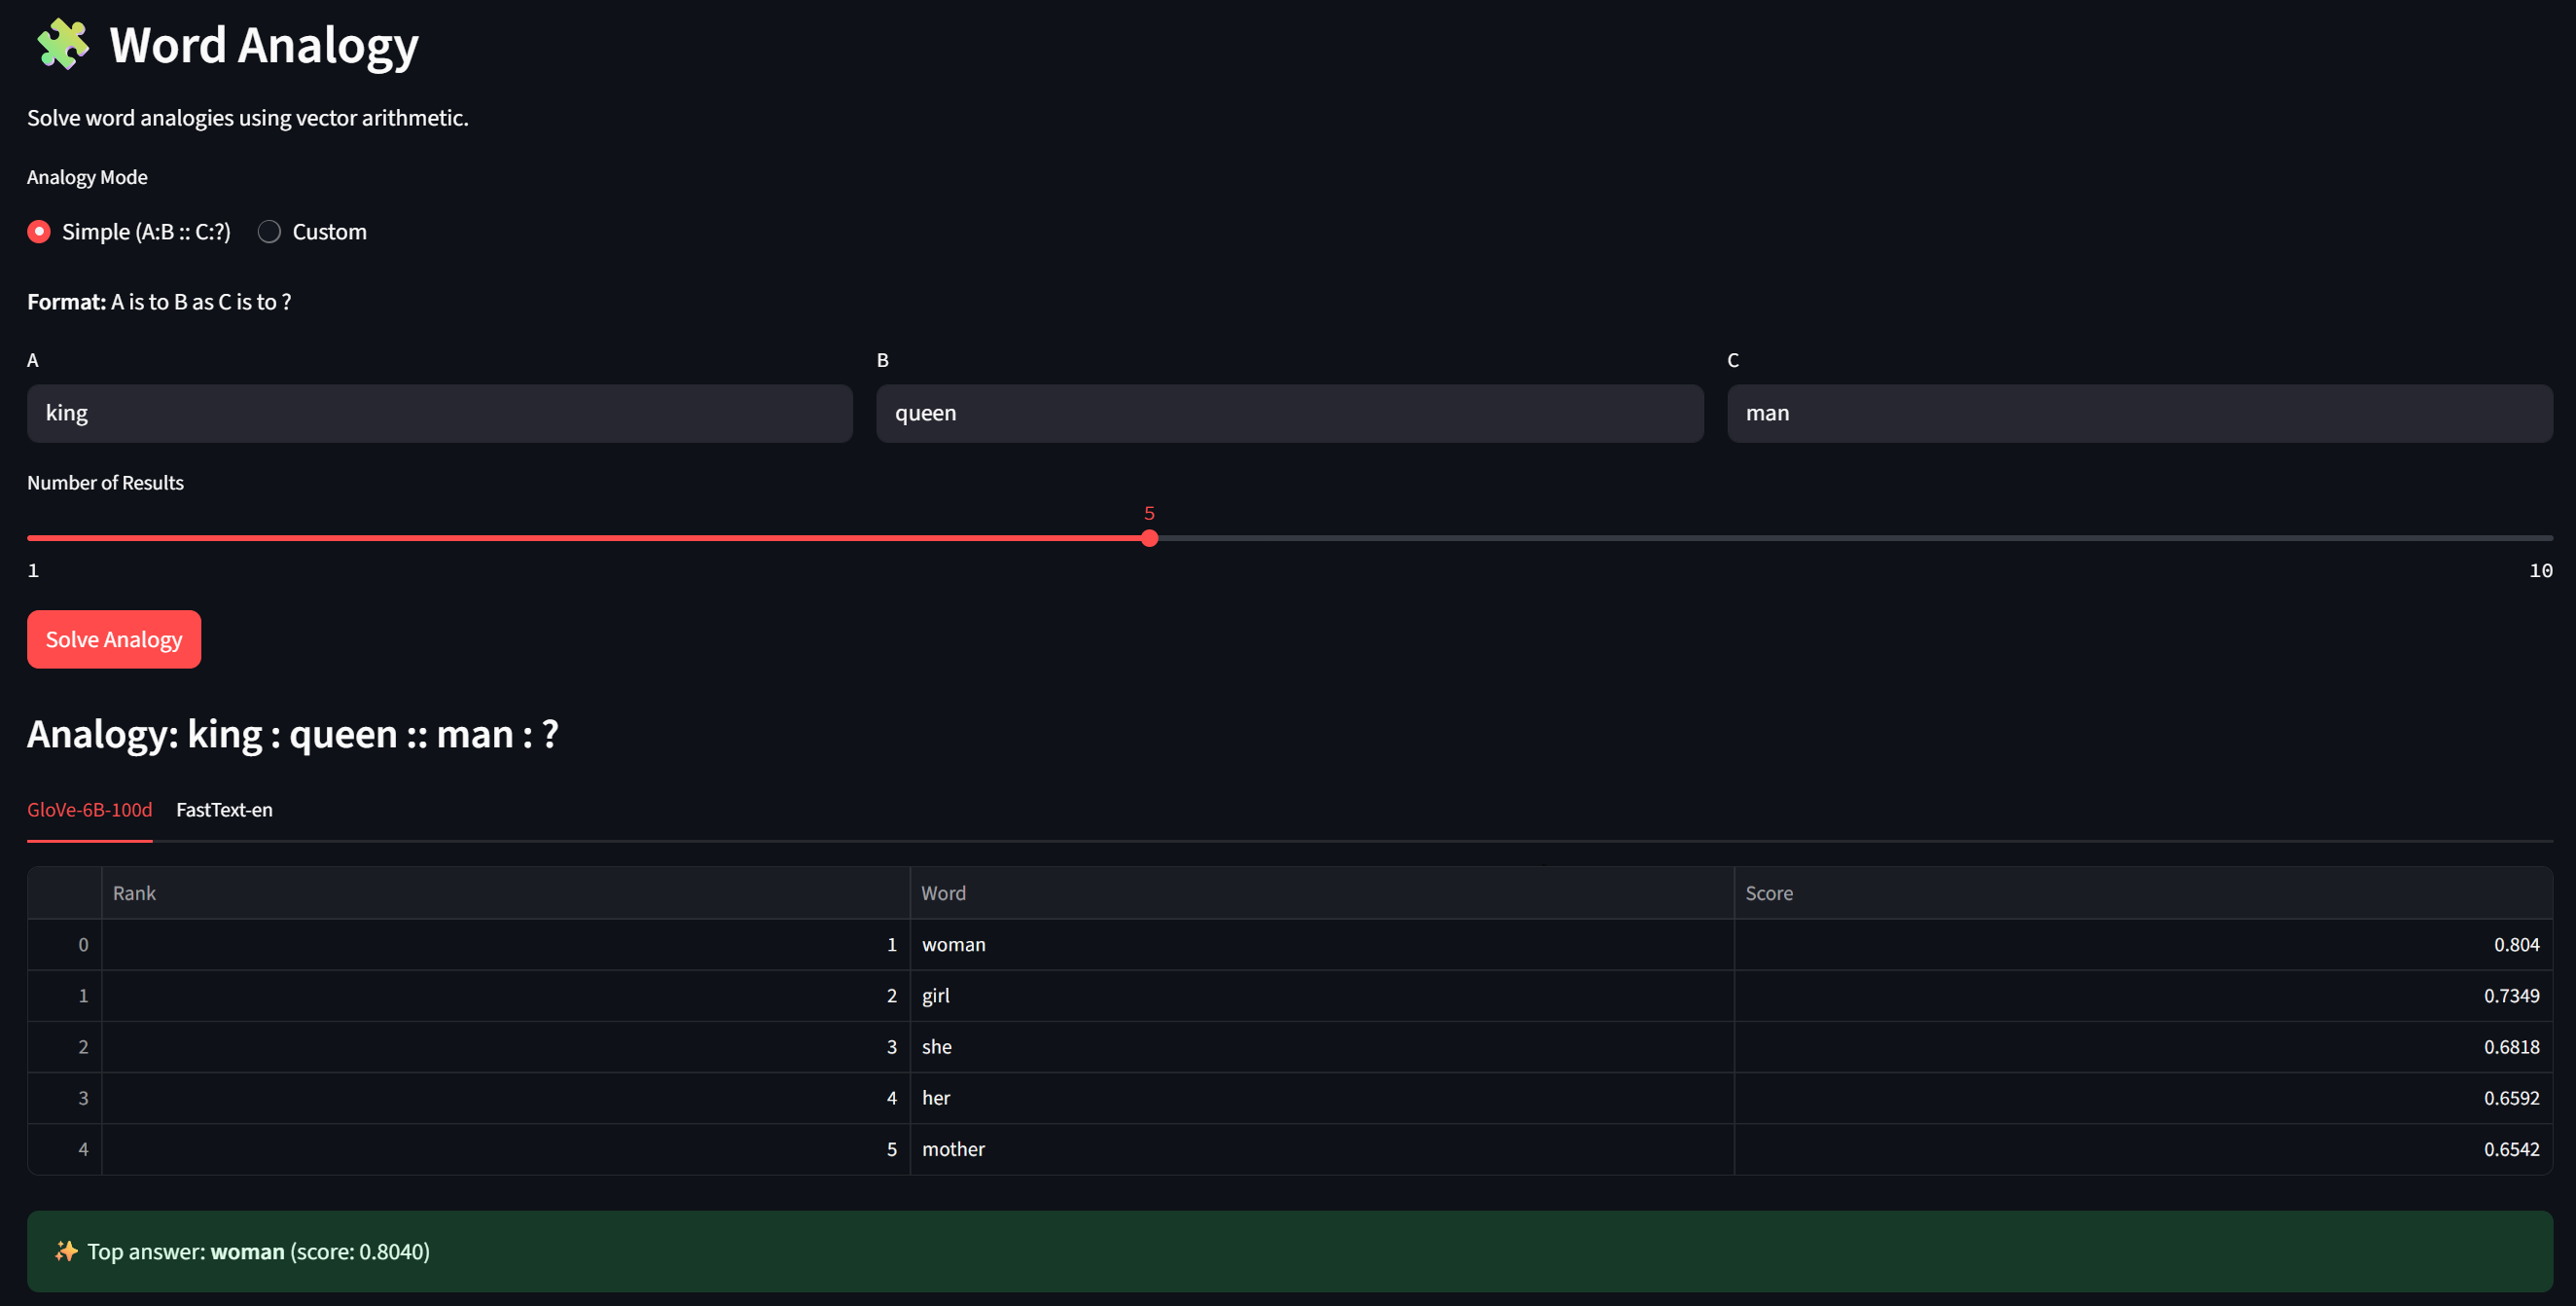 Word Analogy
Solve word analogies using vector arithmetic.
Analogy Mode
Simple (A:B :: C:?) Custom
Format: A is to B as C is to ?
A B C
king queen man
Number of Results
5
1 10
Solve Analogy
Analogy: king : queen :: man : ?
GloVe-6B-100d FastText-en
Rank Word Score
0 1 woman 0.804
1 2 girl 0.7349
2 3 she 0.6818
3 4 her 0.6592
4 5 mother 0.6542
✨ Top answer: woman (score: 0.8040)